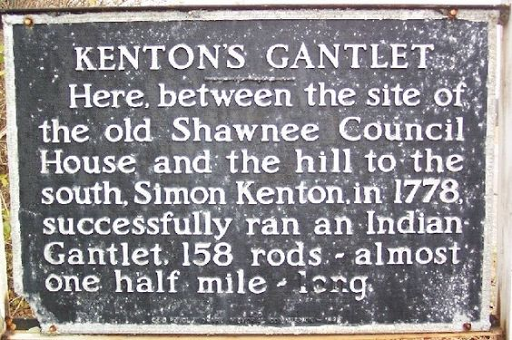 KENTON'S GANTLET
Here, between the site of
the old Shawnee Council
House and the hill to the
south, Simon Kenton, in 1778,
successfully ran an Indian
Gantlet, 158 rods - almost
one half mile - long